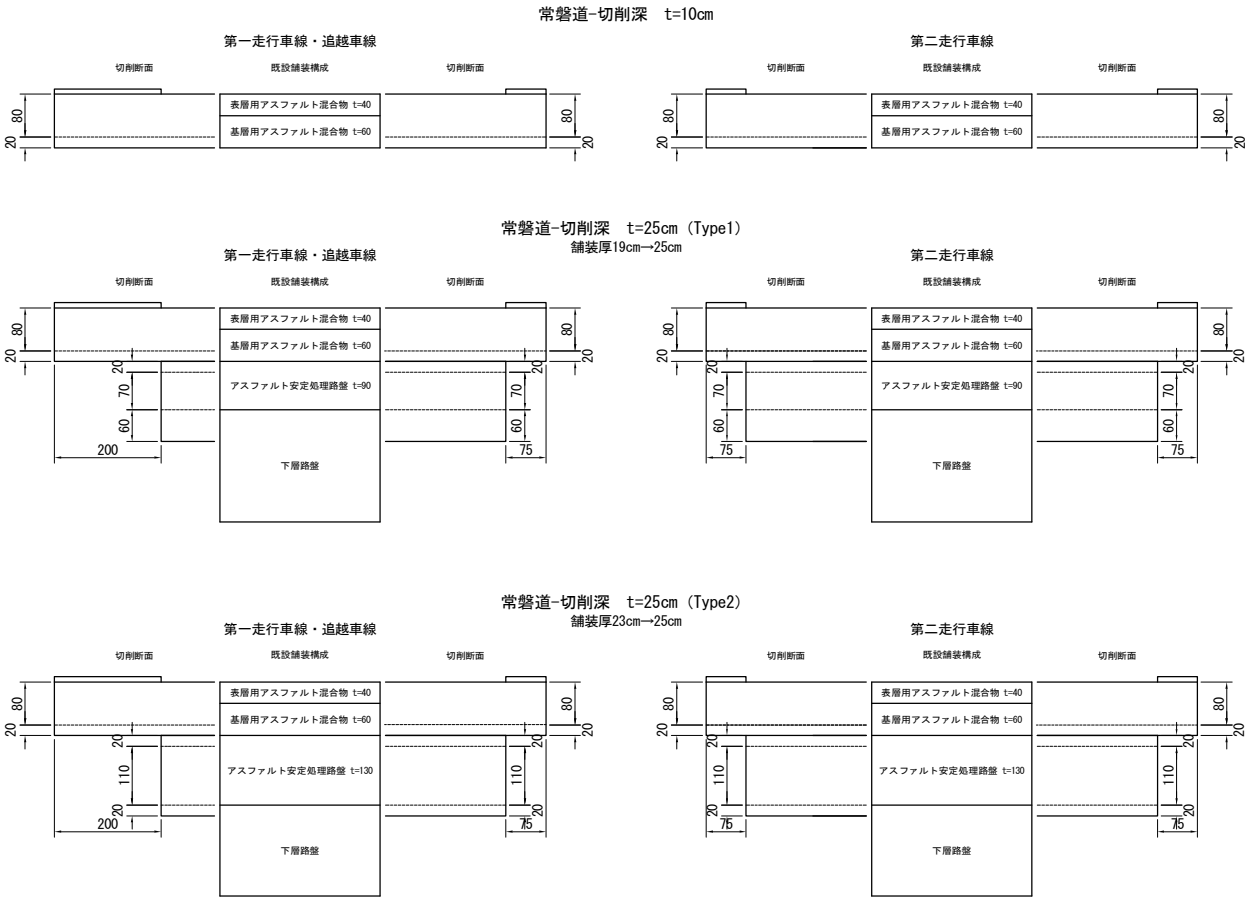 常磐道-切削深　t=10cm
第一走行車線・追越車線
第二走行車線
切削断面
既設舗装構成
切削断面
切削断面
既設舗装構成
切削断面
表層用アスファルト混合物 t=40
基層用アスファルト混合物 t=60
80
20
80
20
表層用アスファルト混合物 t=40
基層用アスファルト混合物 t=60
80
20
80
20
常磐道-切削深　t=25cm (Type1)
舗装厚19cm→25cm
第一走行車線・追越車線
第二走行車線
切削断面
既設舗装構成
切削断面
切削断面
既設舗装構成
切削断面
表層用アスファルト混合物 t=40
基層用アスファルト混合物 t=60
アスファルト安定処理路盤 t=90
下層路盤
80
20
20
70
60
200
80
20
20
70
60
75
表層用アスファルト混合物 t=40
基層用アスファルト混合物 t=60
アスファルト安定処理路盤 t=90
下層路盤
80
20
20
70
60
75
80
20
20
70
60
75
常磐道-切削深　t=25cm (Type2)
舗装厚23cm→25cm
第一走行車線・追越車線
第二走行車線
切削断面
既設舗装構成
切削断面
切削断面
既設舗装構成
切削断面
表層用アスファルト混合物 t=40
基層用アスファルト混合物 t=60
アスファルト安定処理路盤 t=130
下層路盤
80
20
20
110
20
200
80
20
20
110
20
75
表層用アスファルト混合物 t=40
基層用アスファルト混合物 t=60
アスファルト安定処理路盤 t=130
下層路盤
80
20
20
110
20
75
80
20
20
110
20
75